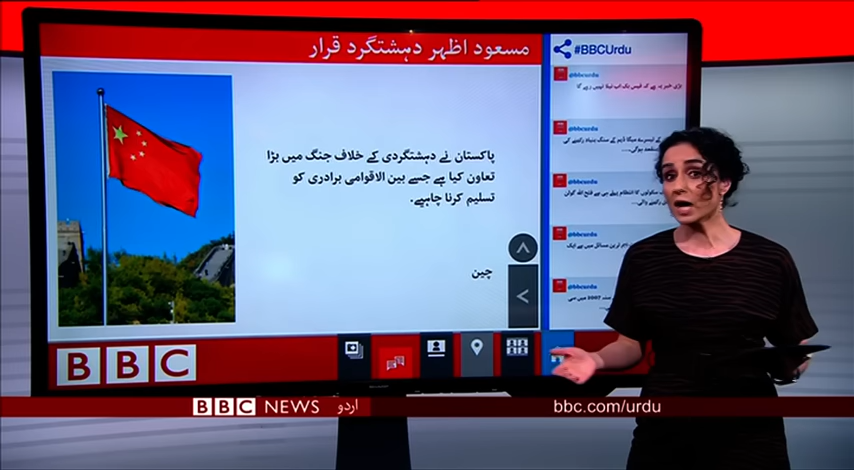 مسعود اظہر دہشتگرد قرار
پاکستان نے دہشتگردی کے خلاف جنگ میں بڑا
تعاون کیا ہے جسے بین الاقوامی برادری کو
تسلیم کرنا چاہیے۔
چین
#BBCUrdu
@bbcurdu
@bbcurdu
@bbcurdu
@bbcurdu
@bbcurdu
BBC
BBC NEWS اردو
bbc.com/urdu